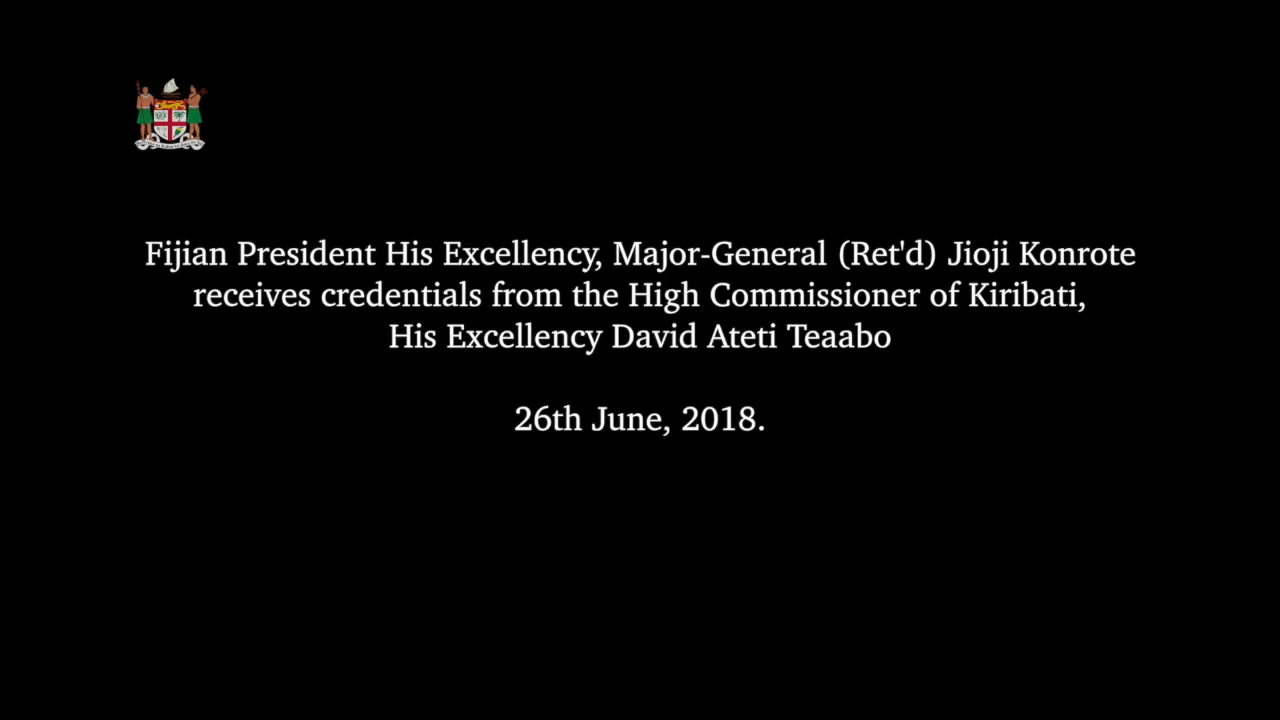 Fijian President His Excellency, Major-General (Ret'd) Jioji Konrote
receives credentials from the High Commissioner of Kiribati,
His Excellency David Ateti Teaabo
26th June, 2018.